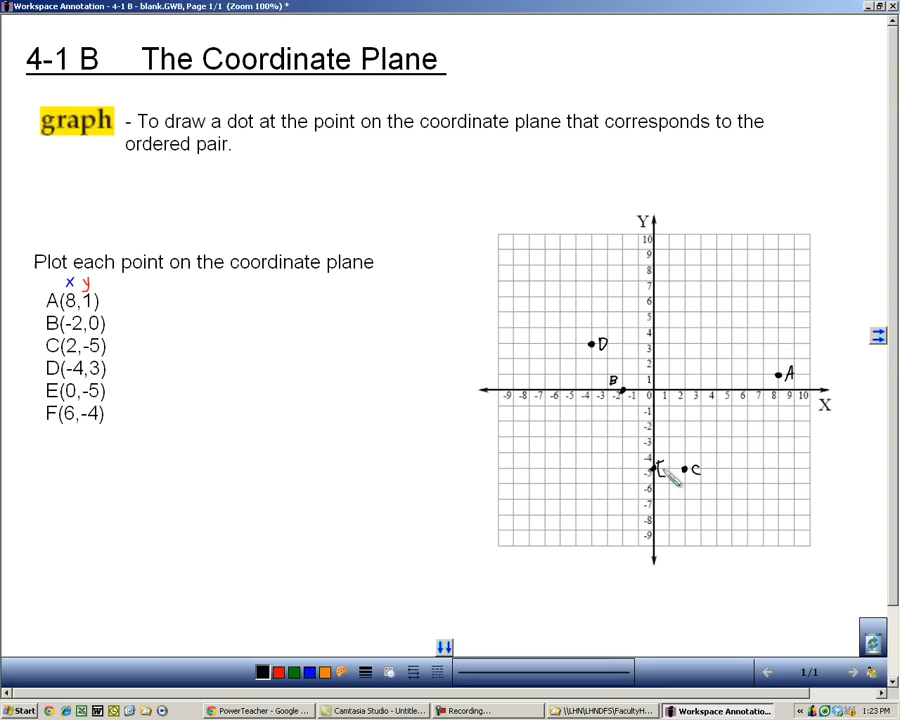 Workspace Annotation - 4-1 B - blank.GWB, Page 1/1 (Zoom 100%) *
4-1 B The Coordinate Plane
graph - To draw a dot at the point on the coordinate plane that corresponds to the
ordered pair.
Plot each point on the coordinate plane
x y
A(8,1)
B(-2,0)
C(2,-5)
D(-4,3)
E(0,-5)
F(6,-4)
Y
10
9
8
7
6
5
4
D 3
2
B 1 A
-9 -8 -7 -6 -5 -4 -3 -2 -1 0 1 2 3 4 5 6 7 8 9 10
X
-1
-2
-3
-4
-5 C
-6
-7
-8
-9
1/1
Start PowerTeacher - Google ... Camtasia Studio - Untitle... Recording... \\LHN\LHNDFS\FacultyH... Workspace Annotatio... 1:23 PM